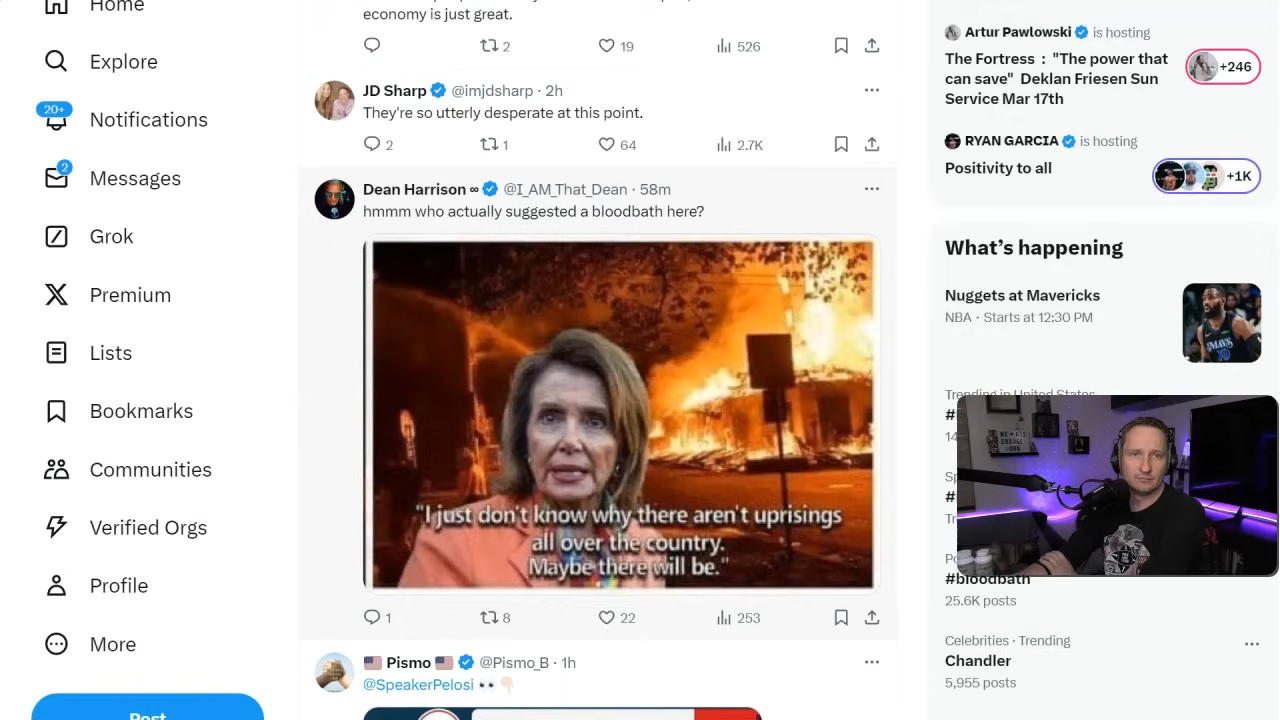 Home
Explore
20+
Notifications
2
Messages
Grok
Premium
Lists
Bookmarks
Communities
Verified Orgs
Profile
More
Post
economy is just great.
2
19
526
JD Sharp @imjdsharp · 2h
They're so utterly desperate at this point.
2
1
64
2.7K
Dean Harrison ∞ @I_AM_That_Dean · 58m
hmmm who actually suggested a bloodbath here?
"I just don't know why there aren't uprisings
all over the country.
Maybe there will be."
1
8
22
253
Pismo @Pismo_B · 1h
@SpeakerPelosi 👀 👇🏻
Artur Pawlowski is hosting
The Fortress : "The power that
can save" Deklan Friesen Sun
Service Mar 17th
+246
RYAN GARCIA is hosting
Positivity to all
+1K
What's happening
Nuggets at Mavericks
NBA · Starts at 12:30 PM
Trending in United States
#bloodbath
25.6K posts
Celebrities · Trending
Chandler
5,955 posts